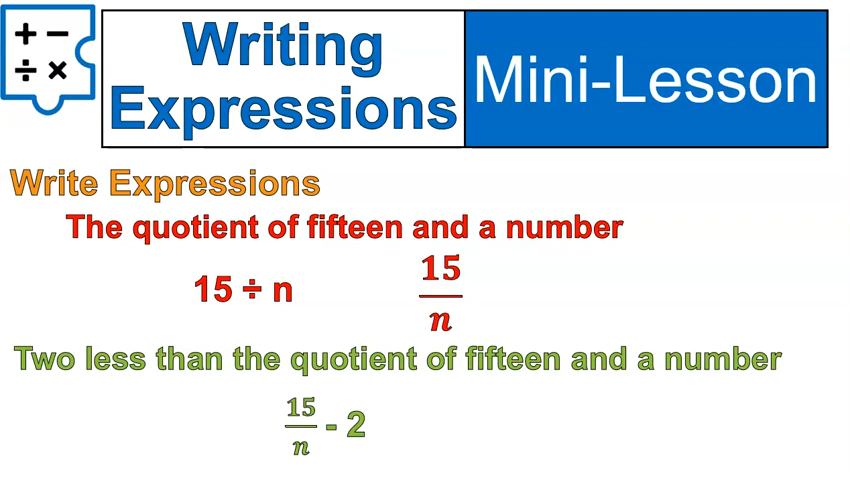 + −
÷ ×
Writing
Expressions
Mini-Lesson
Write Expressions
The quotient of fifteen and a number
15 ÷ n
15
n
Two less than the quotient of fifteen and a number
15
n
- 2